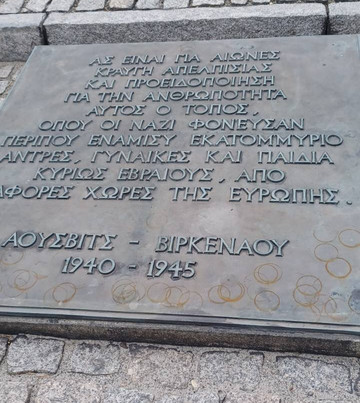 ΑΣ ΕΙΝΑΙ ΓΙΑ ΑΙΩΝΕΣ
ΚΡΑΥΓΗ ΑΠΕΛΠΙΣΙΑΣ
ΚΑΙ ΠΡΟΕΙΔΟΠΟΙΗΣΗ
ΓΙΑ ΤΗΝ ΑΝΘΡΩΠΟΤΗΤΑ
ΑΥΤΟΣ Ο ΤΟΠΟΣ,
ΟΠΟΥ ΟΙ ΝΑΖΙ ΦΟΝΕΥΣΑΝ
ΠΕΡΙΠΟΥ ΕΝΑΜΙΣΥ ΕΚΑΤΟΜΜΥΡΙΟ
ΑΝΤΡΕΣ, ΓΥΝΑΙΚΕΣ ΚΑΙ ΠΑΙΔΙΑ
ΚΥΡΙΩΣ ΕΒΡΑΙΟΥΣ, ΑΠΟ
ΑΦΟΡΕΣ ΧΩΡΕΣ ΤΗΣ ΕΥΡΩΠΗΣ.
ΑΟΥΣΒΙΤΣ - ΒΙΡΚΕΝΑΟΥ
1940 - 1945